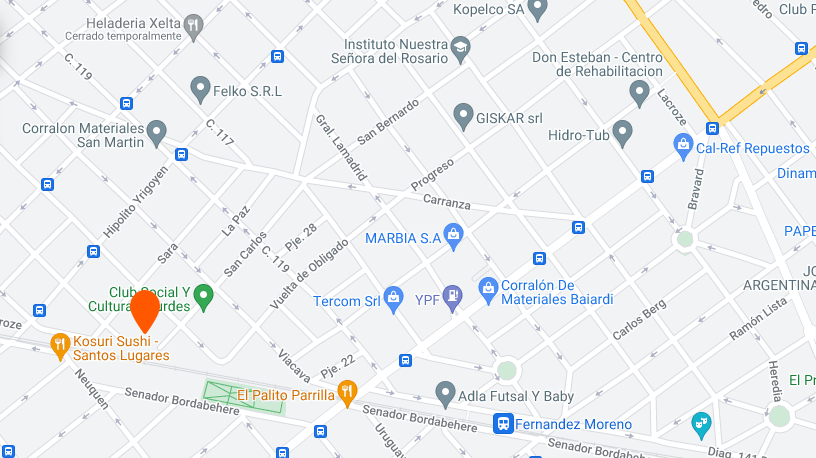 Kopelco SA
Club F
Heladeria Xelta
Cerrado temporalmente
Instituto Nuestra
Señora del Rosario
Don Esteban - Centro
de Rehabilitacion
C. 119
Felko S.R.L
Lacroze
San Bernardo
GISKAR srl
Corralon Materiales
San Martin
C. 117
Gral. Lamadrid
Hidro-Tub
Cal-Ref Repuestos
Progreso
Dinam
Hipolito Yrigoyen
Carranza
Bravard
La Paz
Pje. 28
MARBIA S.A
PAPE
Sara
San Carlos
C. 119
Vuelta de Obligado
JO
ARGENTINA
Club Social Y
Cultura
urdes
Tercom Srl
YPF
Corralón De
Materiales Baiardi
Carlos Berg
Ramón Lista
roze
Kosuri Sushi -
Santos Lugares
Viacava
Pje. 22
Heredia
Neuquen
El Pr
Senador Bordabehere
El Palito Parrilla
Adla Futsal Y Baby
Senador Bordabehere
Fernandez Moreno
Uruguay
Senador Bordabehere
Diag. 141